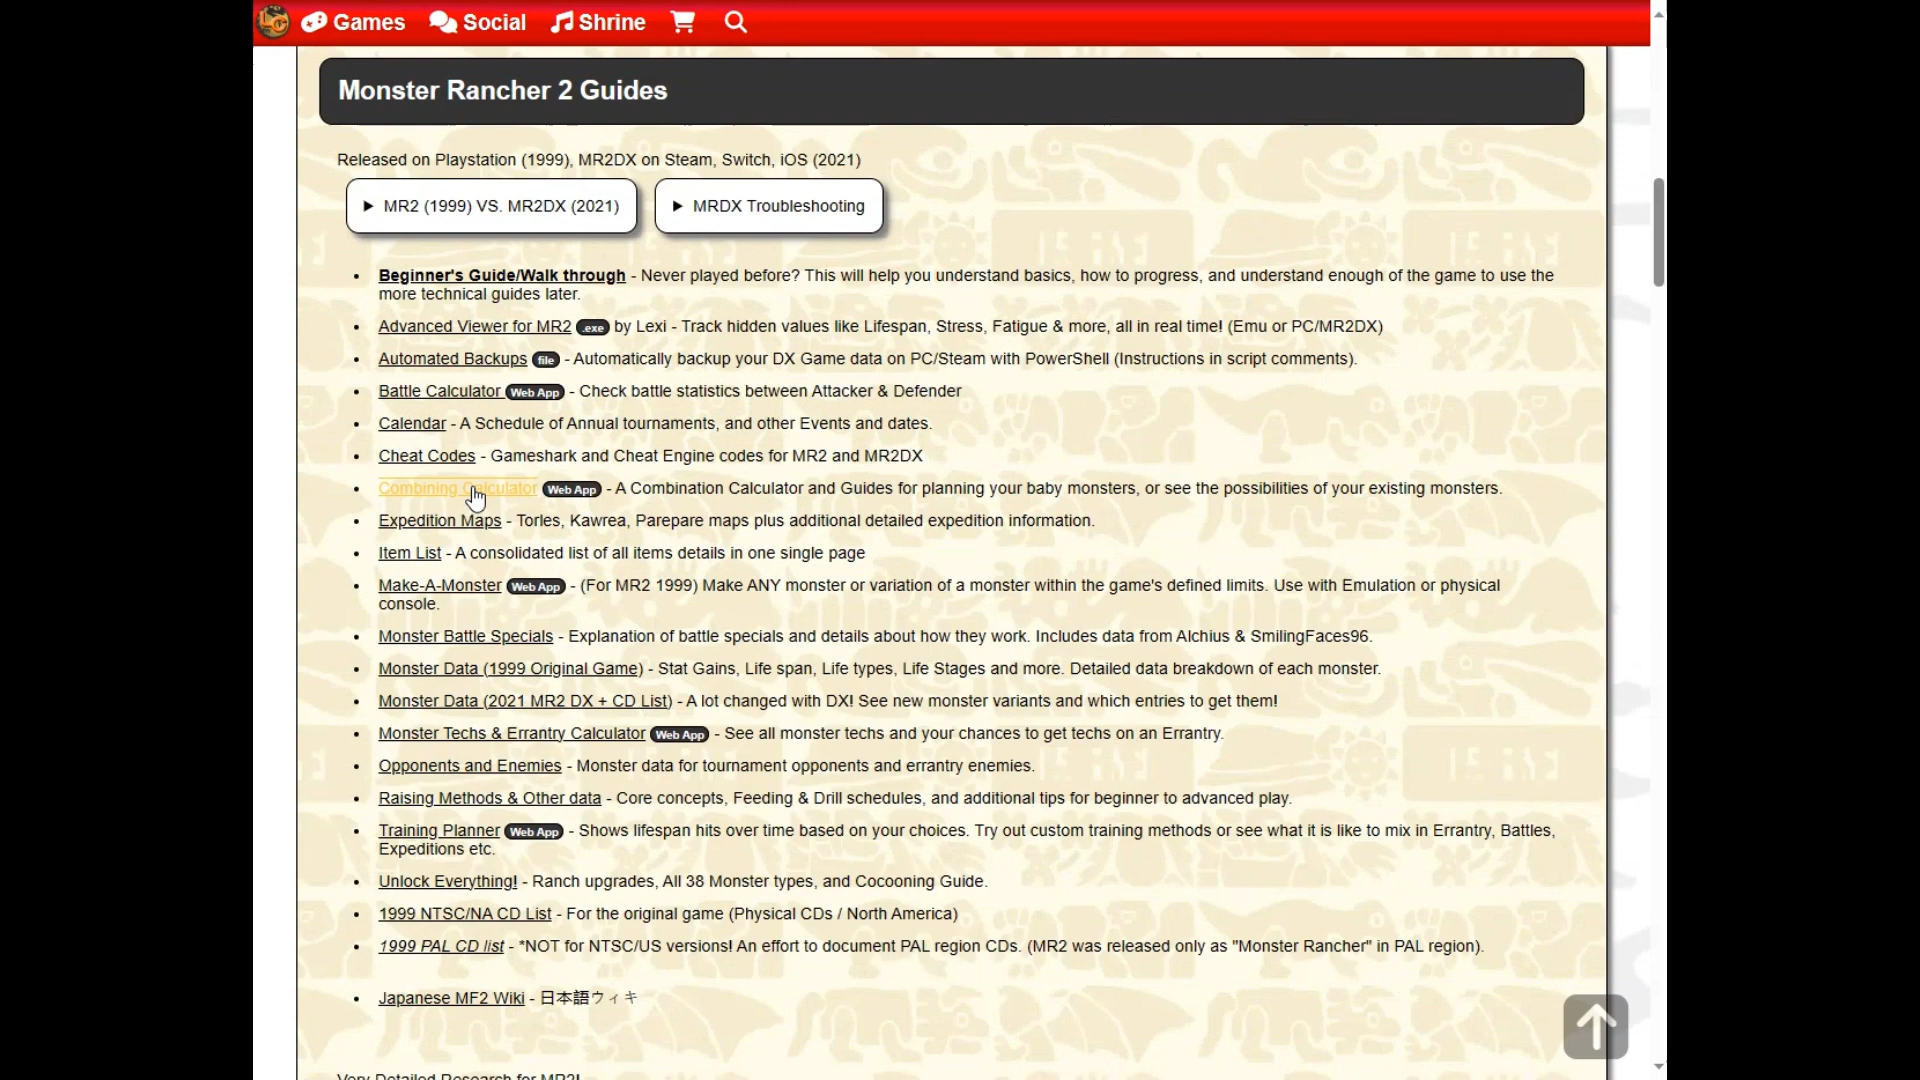 Games Social Shrine
Monster Rancher 2 Guides
Released on Playstation (1999), MR2DX on Steam, Switch, iOS (2021)
MR2 (1999) VS. MR2DX (2021) MRDX Troubleshooting
Beginner's Guide/Walk through - Never played before? This will help you understand basics, how to progress, and understand enough of the game to use the
more technical guides later.
Advanced Viewer for MR2 .exe by Lexi - Track hidden values like Lifespan, Stress, Fatigue & more, all in real time! (Emu or PC/MR2DX)
Automated Backups file - Automatically backup your DX Game data on PC/Steam with PowerShell (Instructions in script comments).
Battle Calculator Web App - Check battle statistics between Attacker & Defender
Calendar - A Schedule of Annual tournaments, and other Events and dates.
Cheat Codes - Gameshark and Cheat Engine codes for MR2 and MR2DX
Combining Calculator Web App - A Combination Calculator and Guides for planning your baby monsters, or see the possibilities of your existing monsters.
Expedition Maps - Torles, Kawrea, Parepare maps plus additional detailed expedition information.
Item List - A consolidated list of all items details in one single page
Make-A-Monster Web App - (For MR2 1999) Make ANY monster or variation of a monster within the game's defined limits. Use with Emulation or physical
console.
Monster Battle Specials - Explanation of battle specials and details about how they work. Includes data from Alchius & SmilingFaces96.
Monster Data (1999 Original Game) - Stat Gains, Life span, Life types, Life Stages and more. Detailed data breakdown of each monster.
Monster Data (2021 MR2 DX + CD List) - A lot changed with DX! See new monster variants and which entries to get them!
Monster Techs & Errantry Calculator Web App - See all monster techs and your chances to get techs on an Errantry.
Opponents and Enemies - Monster data for tournament opponents and errantry enemies.
Raising Methods & Other data - Core concepts, Feeding & Drill schedules, and additional tips for beginner to advanced play.
Training Planner Web App - Shows lifespan hits over time based on your choices. Try out custom training methods or see what it is like to mix in Errantry, Battles,
Expeditions etc.
Unlock Everything! - Ranch upgrades, All 38 Monster types, and Cocooning Guide.
1999 NTSC/NA CD List - For the original game (Physical CDs / North America)
1999 PAL CD list - *NOT for NTSC/US versions! An effort to document PAL region CDs. (MR2 was released only as "Monster Rancher" in PAL region).
Japanese MF2 Wiki - 日本語ウィキ
Very Detailed Research for MR2!